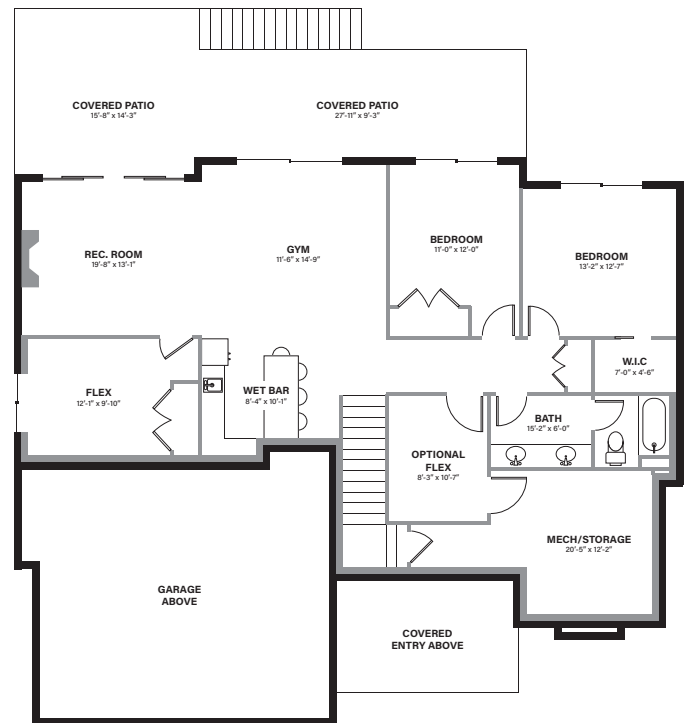 COVERED PATIO
15'-8" x 14'-3"
COVERED PATIO
27'-11" x 9'-3"
REC. ROOM
19'-8" x 13'-1"
GYM
11'-6" x 14'-9"
BEDROOM
11'-0" x 12'-0"
BEDROOM
13'-2" x 12'-7"
W.I.C
7'-0" x 4'-6"
FLEX
12'-1" x 9'-10"
WET BAR
8'-4" x 10'-1"
BATH
15'-2" x 6'-0"
OPTIONAL
FLEX
8'-3" x 10'-7"
MECH/STORAGE
20'-5" x 12'-2"
GARAGE
ABOVE
COVERED
ENTRY ABOVE